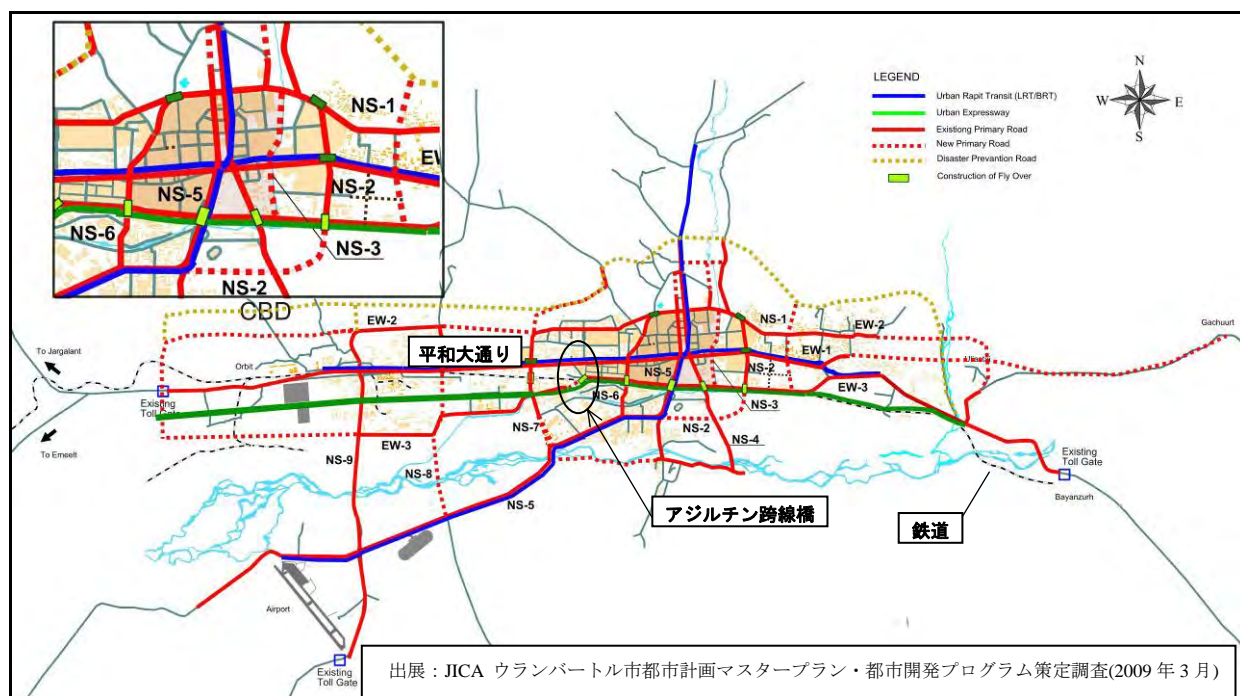 NS-1
EW
NS-2
NS-5
NS-6
NS-3
NS-2
CBD
LEGEND
Urban Rapit Transit (LRT/BRT)
Urban Expressway
Existiong Primary Road
New Primary Road
Disaster Prevantion Road
Construction of Fly Over
N
W
E
S
To Jargalant
Orbit
EW-2
平和大通り
NS-1
EW-2
Gachuurt
EW-1
NS-5
NS-2
EW-3
Existing
Toll Gate
NS-6
NS-3
To Emeelt
NS-7
NS-2
EW-3
NS-4
NS-9
NS-8
Existing
Toll Gate
Bayanzurh
NS-5
アジルチン跨線橋
鉄道
Airport
Existing
Toll Gate
出展：JICA ウランバートル市都市計画マスタープラン・都市開発プログラム策定調査(2009 年 3 月)